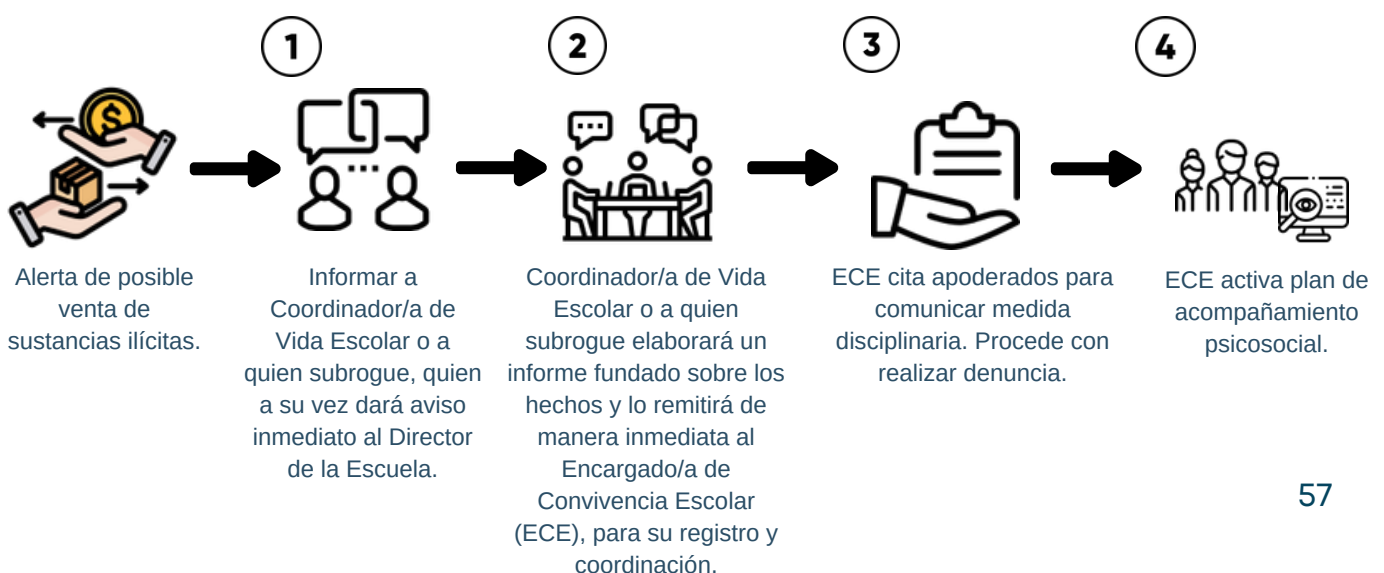 1
2
3
4
Alerta de posible
venta de
sustancias ilícitas.
Informar a
Coordinador/a de
Vida Escolar o a
quien subrogue, quien
a su vez dará aviso
inmediato al Director
de la Escuela.
Coordinador/a de Vida
Escolar o a quien
subrogue elaborará un
informe fundado sobre los
hechos y lo remitirá de
manera inmediata al
Encargado/a de
Convivencia Escolar
(ECE), para su registro y
coordinación.
ECE cita apoderados para
comunicar medida
disciplinaria. Procede con
realizar denuncia.
ECE activa plan de
acompañamiento
psicosocial.
57